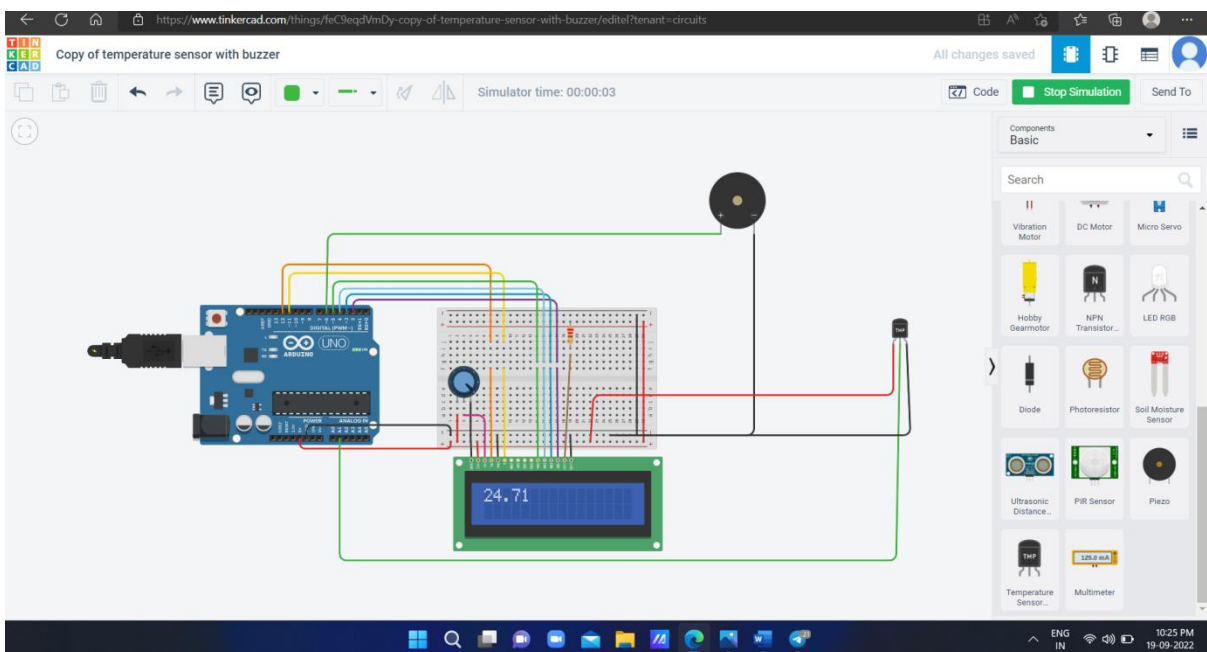 https://www.tinkercad.com/things/feC9eqdVmDy-copy-of-temperature-sensor-with-buzzer/editel?tenant=circuits
TIN
KER
CAD
Copy of temperature sensor with buzzer
All changes saved
Simulator time: 00:00:03
Code
Stop Simulation
Send To
Components
Basic
Search
Vibration
Motor
DC Motor
Micro Servo
N
Hobby
Gearmotor
NPN
Transistor...
LED RGB
Diode
Photoresistor
Soil Moisture
Sensor
Ultrasonic
Distance...
PIR Sensor
Piezo
TMP
Temperature
Sensor...
Multimeter
DIGITAL (PWM~)
UNO
ARDUINO
POWER
ANALOG IN
TMP
24.71
ENG
IN
10:25 PM
19-09-2022